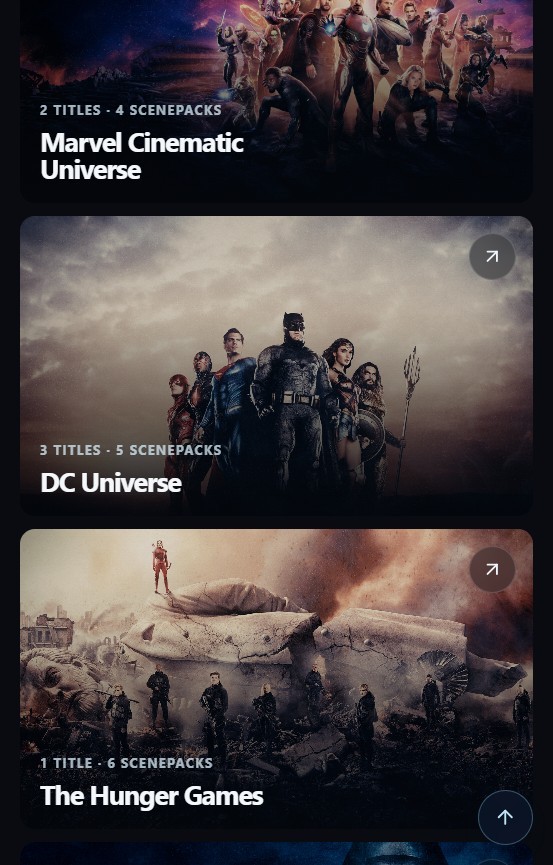 2 TITLES · 4 SCENEPACKS
Marvel Cinematic
Universe
3 TITLES · 5 SCENEPACKS
DC Universe
1 TITLE · 6 SCENEPACKS
The Hunger Games